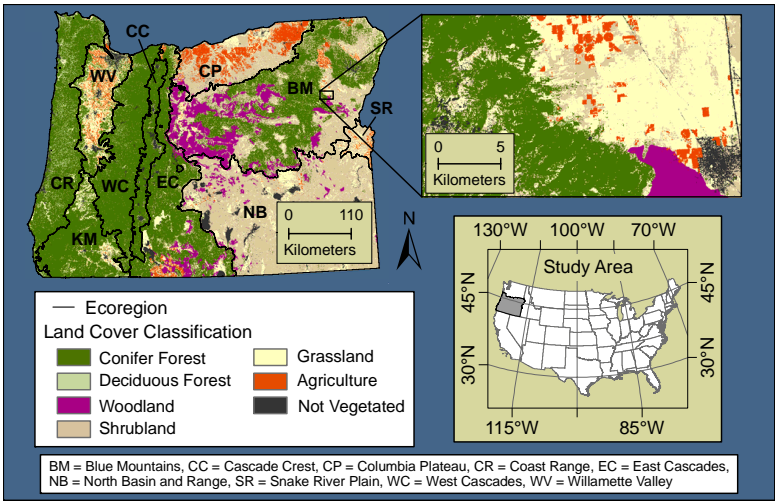 CC
WV
CP
BM
SR
CR
WC
EC
NB
KM
0 110
Kilometers
N
0 5
Kilometers
130°W 100°W 70°W
Study Area
45°N 45°N
30°N 30°N
115°W 85°W
Ecoregion
Land Cover Classification
Conifer Forest
Deciduous Forest
Woodland
Shrubland
Grassland
Agriculture
Not Vegetated
BM = Blue Mountains, CC = Cascade Crest, CP = Columbia Plateau, CR = Coast Range, EC = East Cascades,
NB = North Basin and Range, SR = Snake River Plain, WC = West Cascades, WV = Willamette Valley